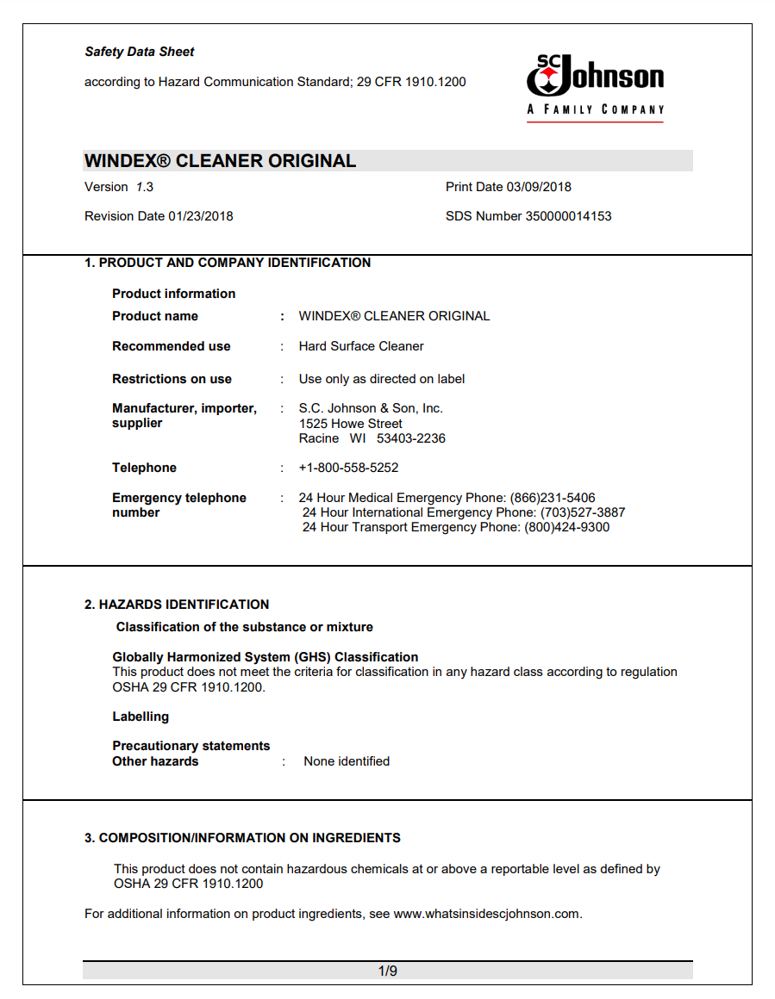 Safety Data Sheet
according to Hazard Communication Standard; 29 CFR 1910.1200
SC Johnson
A FAMILY COMPANY
WINDEX® CLEANER ORIGINAL
Version 1.3
Print Date 03/09/2018
Revision Date 01/23/2018
SDS Number 350000014153
1. PRODUCT AND COMPANY IDENTIFICATION
Product information
Product name : WINDEX® CLEANER ORIGINAL
Recommended use : Hard Surface Cleaner
Restrictions on use : Use only as directed on label
Manufacturer, importer, : S.C. Johnson & Son, Inc.
supplier 1525 Howe Street
Racine WI 53403-2236
Telephone : +1-800-558-5252
Emergency telephone : 24 Hour Medical Emergency Phone: (866)231-5406
number 24 Hour International Emergency Phone: (703)527-3887
24 Hour Transport Emergency Phone: (800)424-9300
2. HAZARDS IDENTIFICATION
Classification of the substance or mixture
Globally Harmonized System (GHS) Classification
This product does not meet the criteria for classification in any hazard class according to regulation
OSHA 29 CFR 1910.1200.
Labelling
Precautionary statements
Other hazards : None identified
3. COMPOSITION/INFORMATION ON INGREDIENTS
This product does not contain hazardous chemicals at or above a reportable level as defined by
OSHA 29 CFR 1910.1200
For additional information on product ingredients, see www.whatsinsidescjohnson.com.
1/9